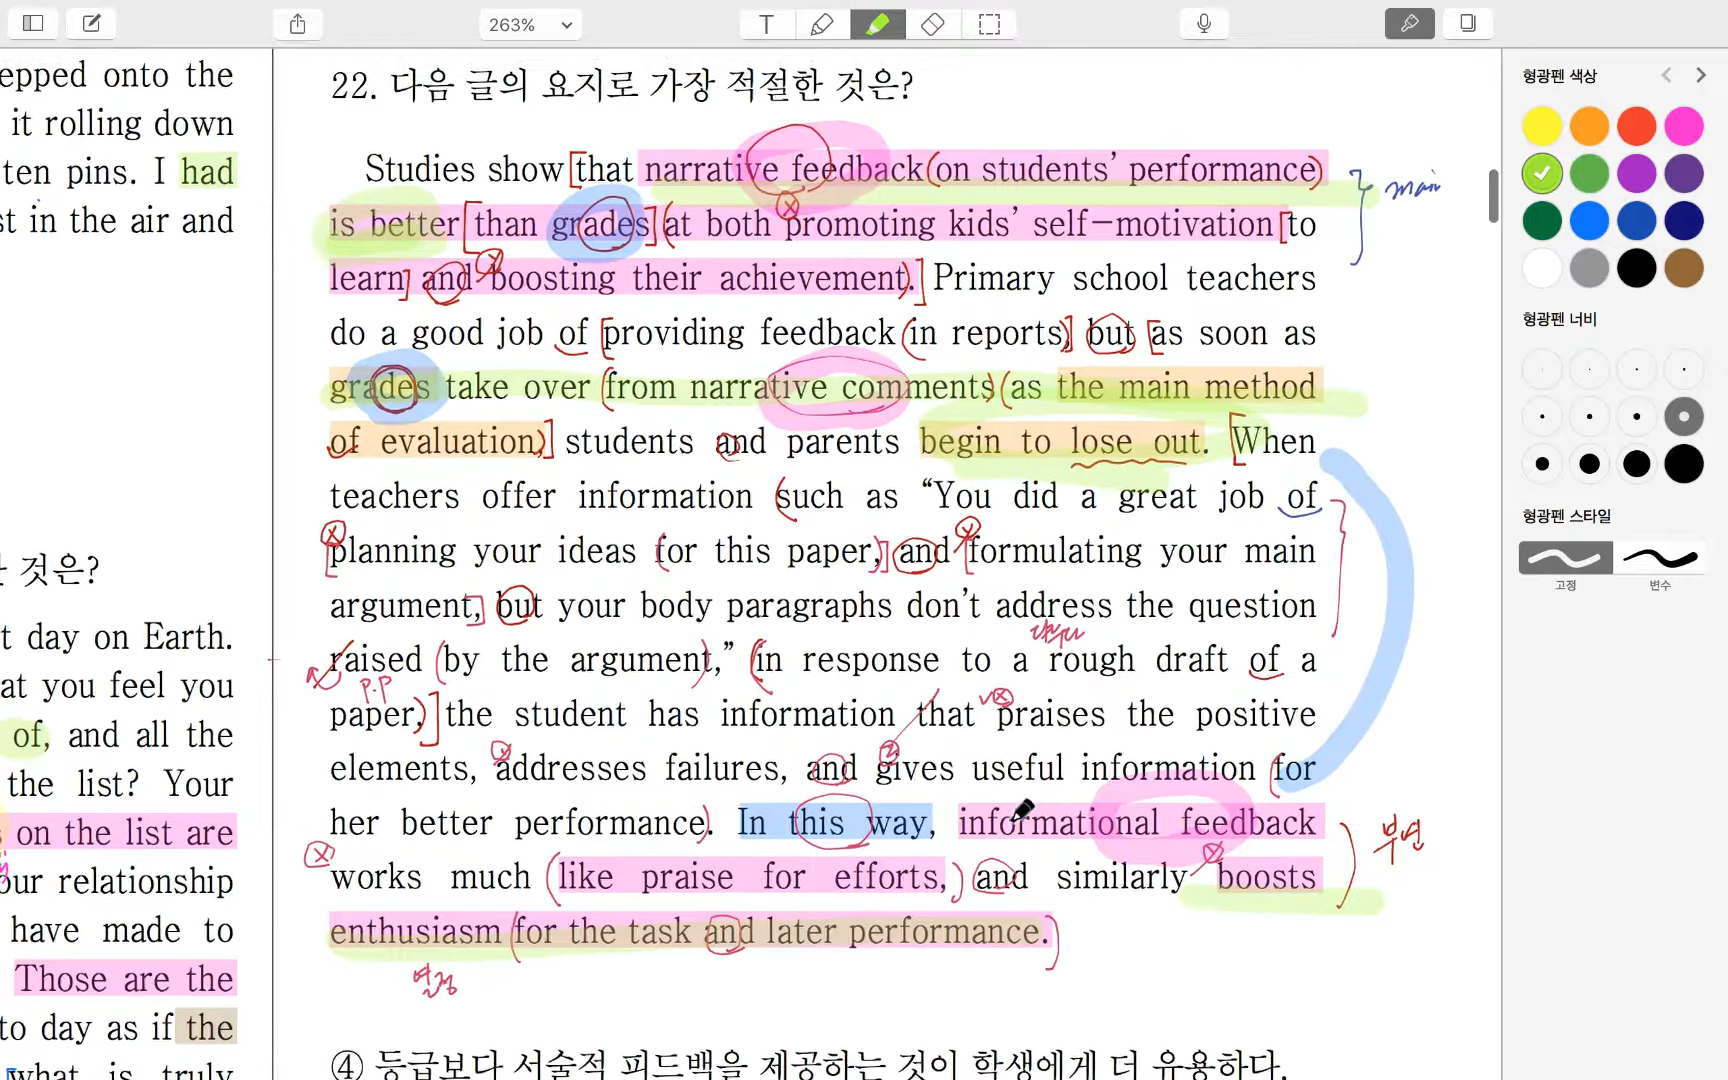 263%
T
epped onto the
it rolling down
ten pins. I had
st in the air and
한 것은?
t day on Earth.
at you feel you
of, and all the
the list? Your
on the list are
our relationship
have made to
Those are the
to day as if the
what is truly
22. 다음 글의 요지로 가장 적절한 것은?
Studies show [that narrative feedback (on students’ performance)
is better [than grades] (at both promoting kids’ self-motivation [to
learn] and boosting their achievement).] Primary school teachers
do a good job of [providing feedback (in reports,] but [as soon as
grades take over (from narrative comments) (as the main method
of evaluation,)] students and parents begin to lose out. [When
teachers offer information (such as “You did a great job of
[planning your ideas (for this paper,)] and [formulating your main
argument,] but your body paragraphs don’t address the question
raised (by the argument),” (in response to a rough draft of a
paper,)] the student has information that praises the positive
elements, addresses failures, and gives useful information (for
her better performance). In this way, informational feedback
works much (like praise for efforts,) and similarly boosts
enthusiasm (for the task and later performance.)
main
p.p
부연
열정
④ 등급보다 서술적 피드백을 제공하는 것이 학생에게 더 유용하다.
형광펜 색상
형광펜 너비
형광펜 스타일
고정
변수